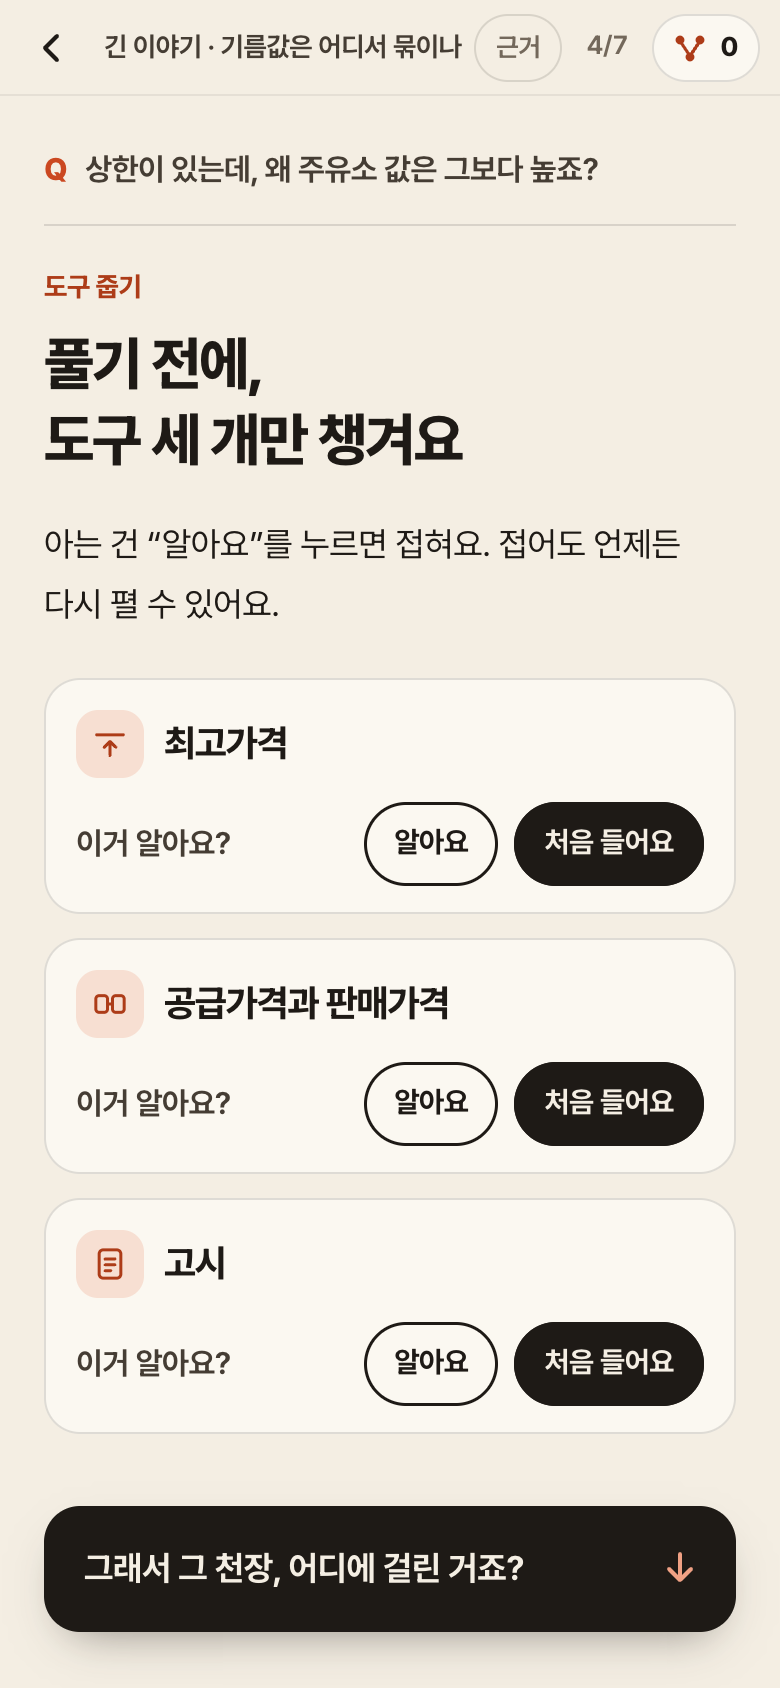 긴 이야기 · 기름값은 어디서 묶이나 근거 4/7 0
Q 상한이 있는데, 왜 주유소 값은 그보다 높죠?
도구 줍기
풀기 전에,
도구 세 개만 챙겨요
아는 건 “알아요”를 누르면 접혀요. 접어도 언제든
다시 펼 수 있어요.
최고가격
이거 알아요? 알아요 처음 들어요
공급가격과 판매가격
이거 알아요? 알아요 처음 들어요
고시
이거 알아요? 알아요 처음 들어요
그래서 그 천장, 어디에 걸린 거죠?